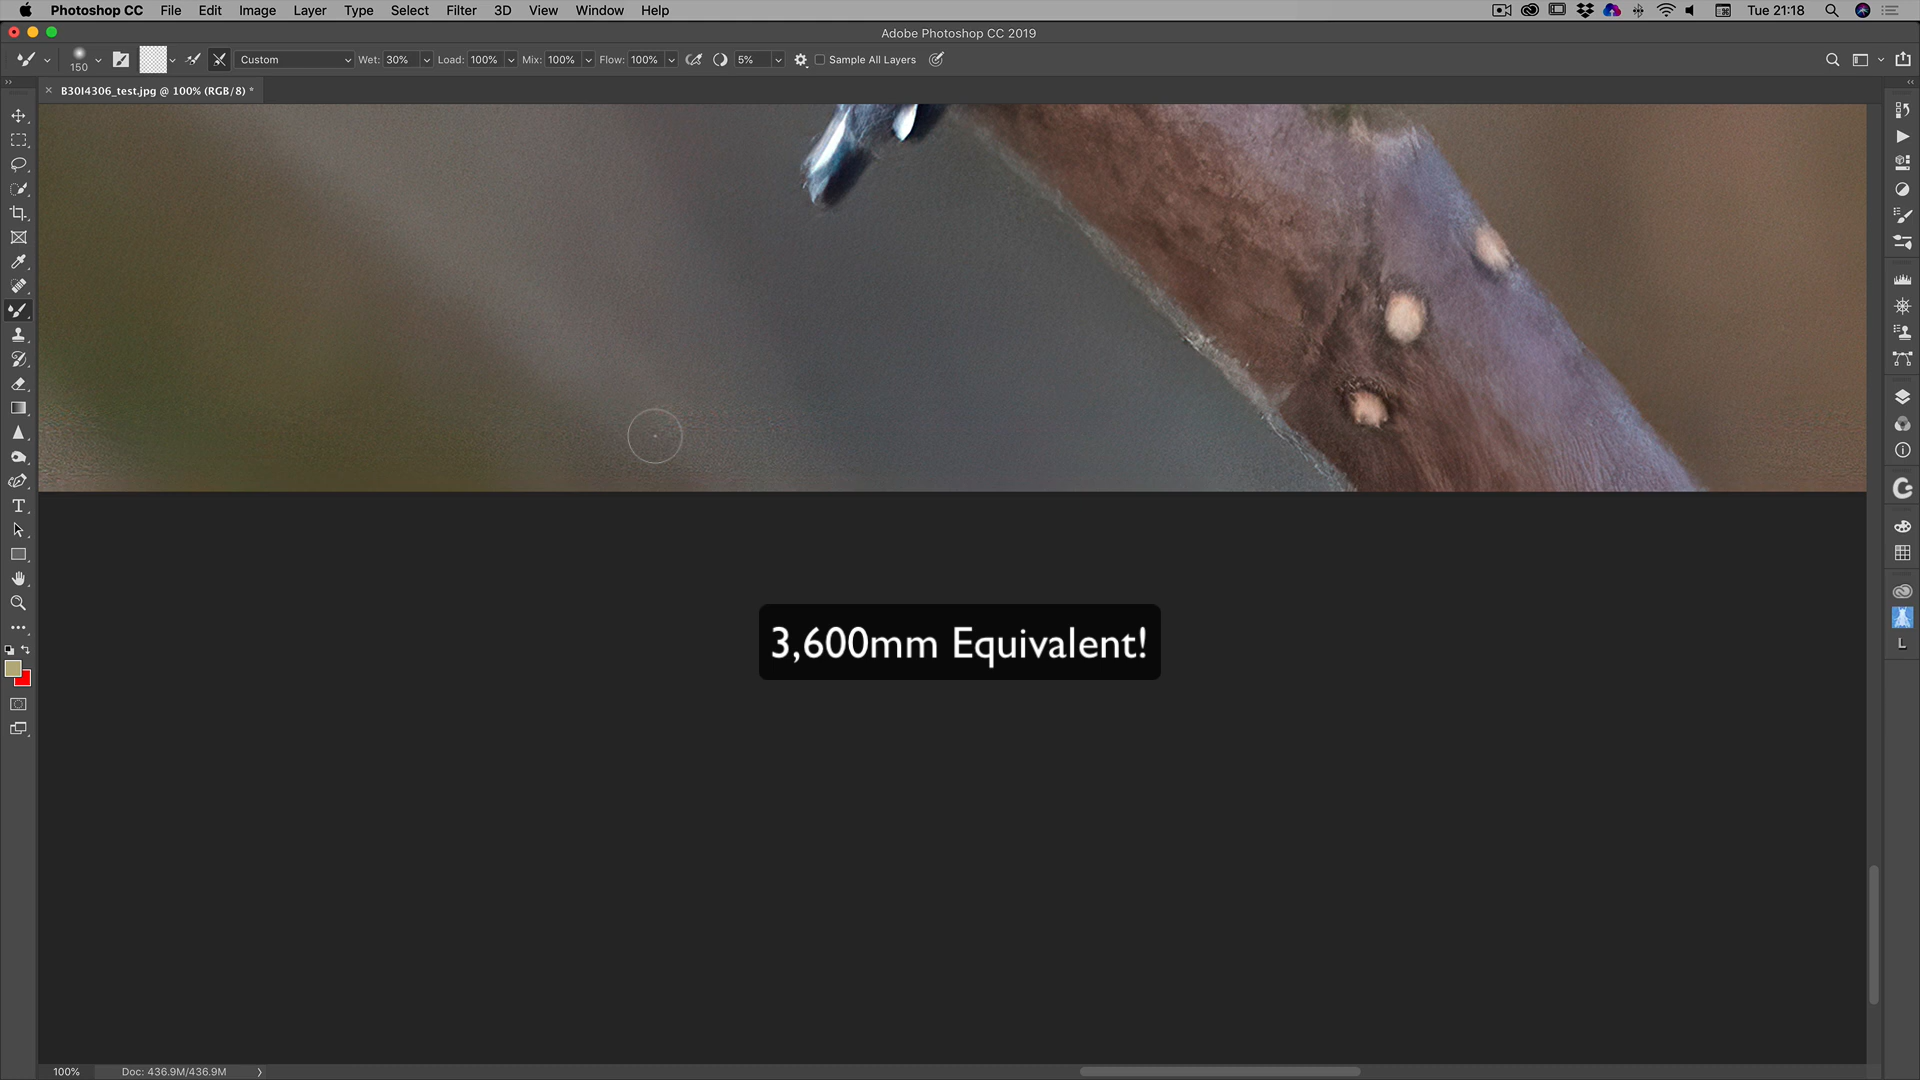 Photoshop CC File Edit Image Layer Type Select Filter 3D View Window Help Tue 21:18
Adobe Photoshop CC 2019
150 Custom Wet: 30% Load: 100% Mix: 100% Flow: 100% 5% Sample All Layers
B30I4306_test.jpg @ 100% (RGB/8) *
T
3,600mm Equivalent!
L
100% Doc: 436.9M/436.9M